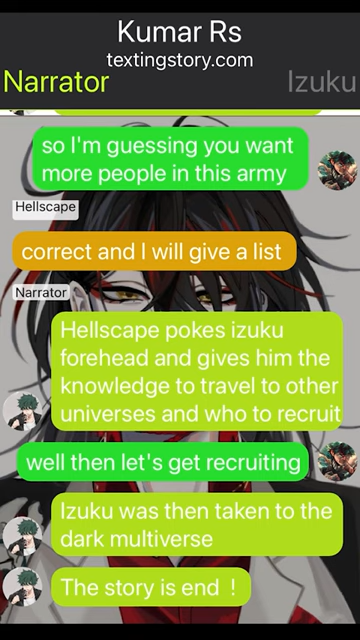 Kumar Rs
textingstory.com
Narrator
Izuku
so I'm guessing you want
more people in this army
Hellscape
correct and I will give a list
Narrator
Hellscape pokes izuku
forehead and gives him the
knowledge to travel to other
universes and who to recruit
well then let's get recruiting
Izuku was then taken to the
dark multiverse
The story is end !